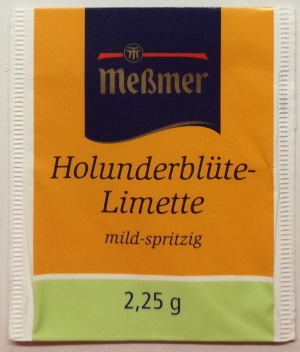 Meßmer
Holunderblüte-
Limette
mild-spritzig
2,25 g